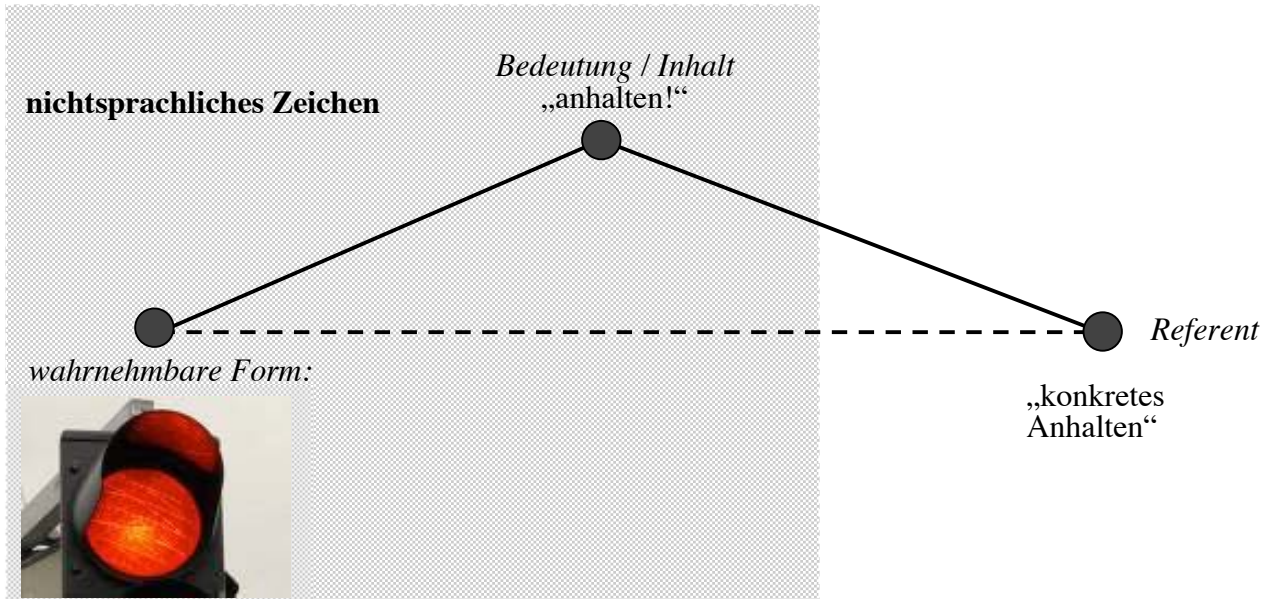 Bedeutung / Inhalt
„anhalten!“
nichtsprachliches Zeichen
Referent
wahrnehmbare Form:
„konkretes
Anhalten“